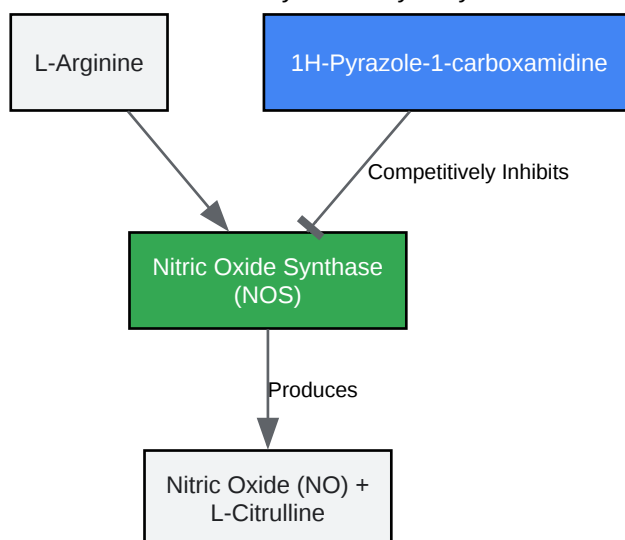 L-Arginine
1H-Pyrazole-1-carboxamidine
Competitively Inhibits
Nitric Oxide Synthase
(NOS)
Produces
Nitric Oxide (NO) +
L-Citrulline